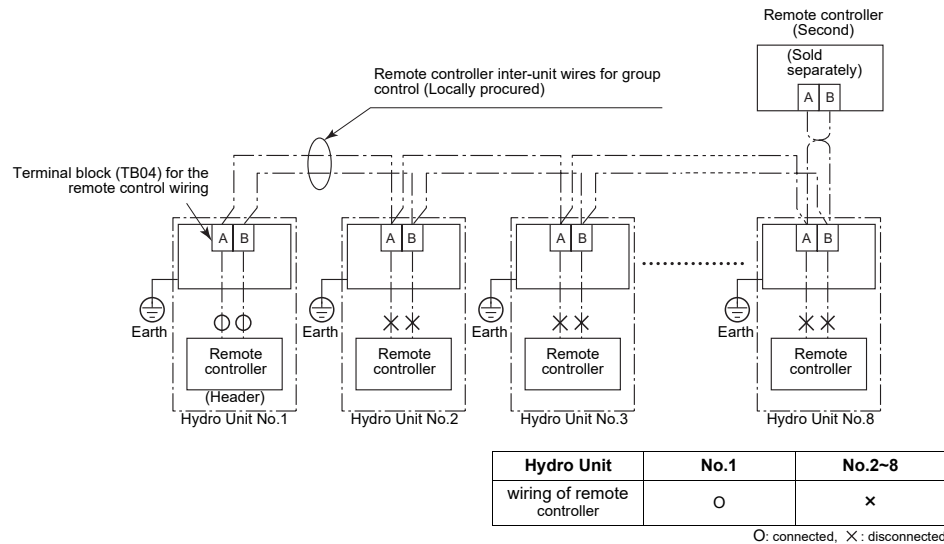 Remote controller
(Second)
(Sold
separately)
A B
Remote controller inter-unit wires for group
control (Locally procured)
Terminal block (TB04) for the
remote control wiring
A B
A B
A B
A B
Earth
Earth
Earth
Earth
Remote
controller
(Header)
Hydro Unit No.1
Remote
controller
Hydro Unit No.2
Remote
controller
Hydro Unit No.3
Remote
controller
Hydro Unit No.8
Hydro Unit No.1 No.2~8
wiring of remote
controller O ×
O: connected, ×: disconnected